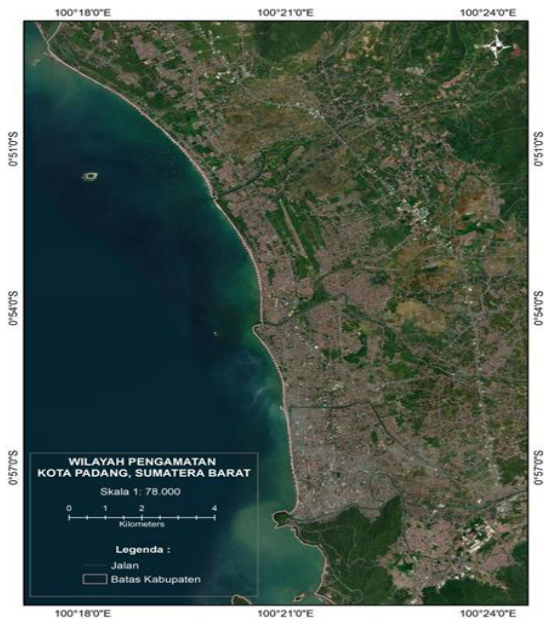 100°18'0"E 100°21'0"E 100°24'0"E
N
0°51'0"S 0°51'0"S
0°54'0"S 0°54'0"S
0°57'0"S 0°57'0"S
WILAYAH PENGAMATAN
KOTA PADANG, SUMATERA BARAT
Skala 1: 78.000
0 2 4
Kilometers
Legenda :
Jalan
Batas Kabupaten
100°18'0"E 100°21'0"E 100°24'0"E